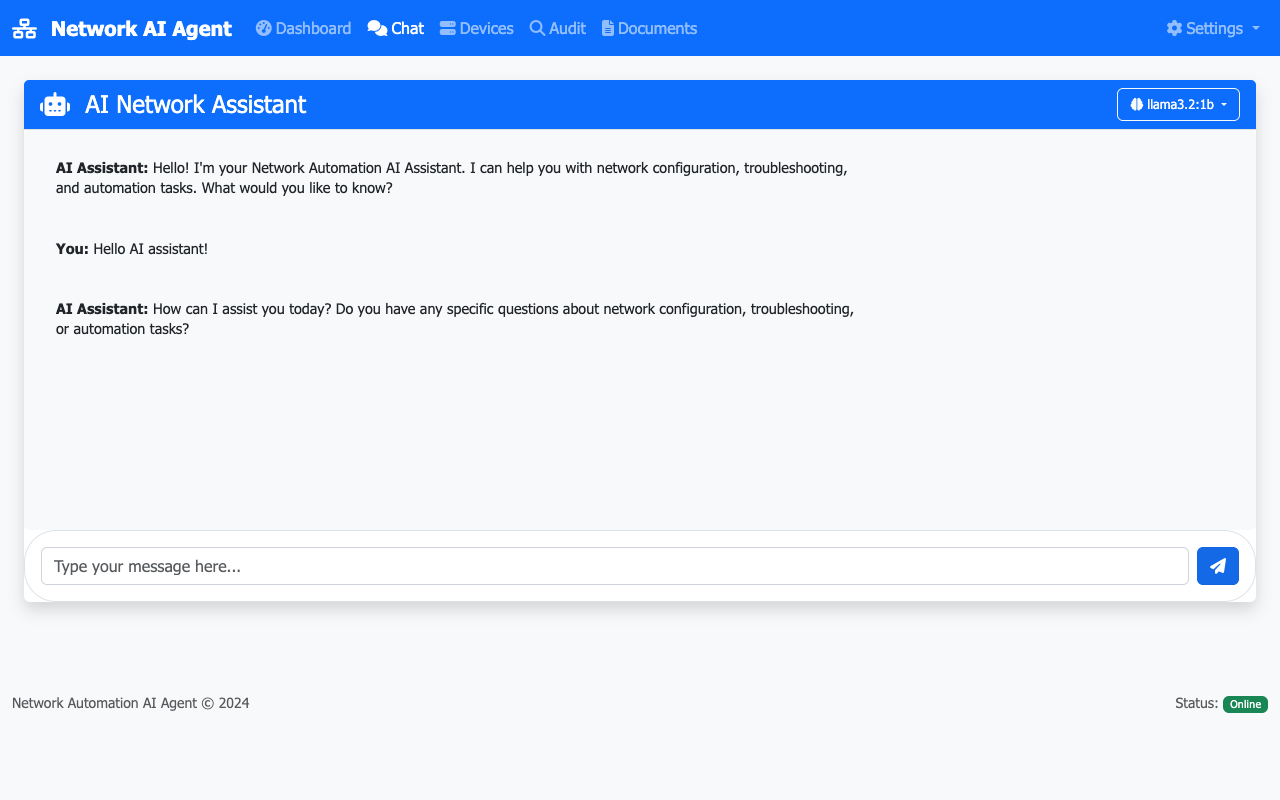 Network AI Agent Dashboard Chat Devices Audit Documents Settings
AI Network Assistant llama3.2:1b
AI Assistant: Hello! I'm your Network Automation AI Assistant. I can help you with network configuration, troubleshooting,
and automation tasks. What would you like to know?
You: Hello AI assistant!
AI Assistant: How can I assist you today? Do you have any specific questions about network configuration, troubleshooting,
or automation tasks?
Type your message here...
Network Automation AI Agent © 2024 Status: Online